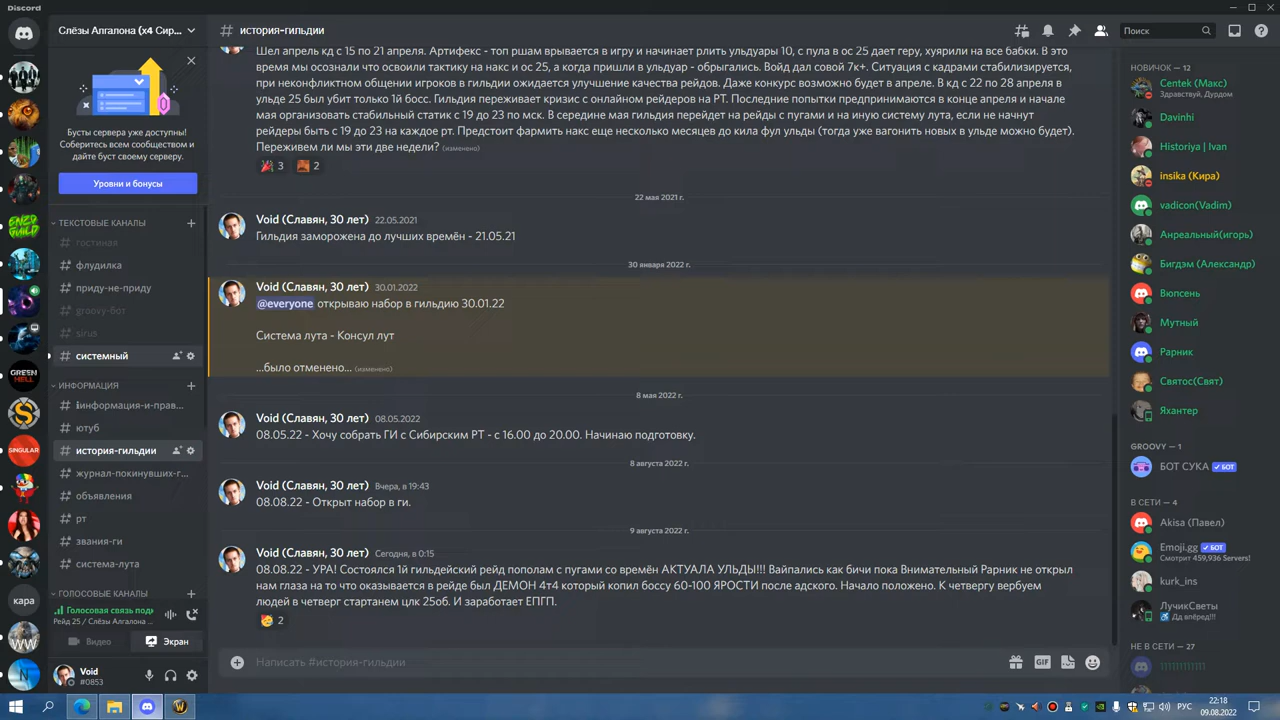 Discord
Слёзы Алгалона (x4 Сир...
история-гильдии
Поиск
Бусты сервера уже доступны!
Соберитесь всем сообществом и
дайте буст своему серверу.
Уровни и бонусы
ТЕКСТОВЫЕ КАНАЛЫ
гостиная
флудилка
приду-не-приду
groovy-бот
sirus
системный
ИНФОРМАЦИЯ
информация-и-прав...
ютуб
история-гильдии
журнал-покинувших-г...
объявления
рт
звания-ги
система-лута
ГОЛОСОВЫЕ КАНАЛЫ
Голосовая связь подк
Рейд 25 / Слёзы Алгалона ...
Видео
Экран
Void
#0853
ENZO
GUILD
GREEN
HELL
SINGULAR
кара
WW
N
Шел апрель кд с 15 по 21 апреля. Артифекс - топ ршам врывается в игру и начинает рлить ульдуары 10, с пула в ос 25 дает геру, хуярили на все бабки. В это
время мы осознали что освоили тактику на накс и ос 25, а когда пришли в ульдуар - обрыгались. Войд дал совой 7к+. Ситуация с кадрами стабилизируется,
при неконфликтном общении игроков в гильдии ожидается улучшение качества рейдов. Даже конкурс возможно будет в апреле. В кд с 22 по 28 апреля в
ульде 25 был убит только 1й босс. Гильдия переживает кризис с онлайном рейдеров на РТ. Последние попытки предпринимаются в конце апреля и начале
мая организовать стабильный статик с 19 до 23 по мск. В середине мая гильдия перейдет на рейды с пугами и на иную систему лута, если не начнут
рейдеры быть с 19 до 23 на каждое рт. Предстоит фармить накс еще несколько месяцев до кила фул ульды (тогда уже вагонить новых в ульде можно будет).
Переживем ли мы эти две недели? (изменено)
3
2
22 мая 2021 г.
Void (Славян, 30 лет) 22.05.2021
Гильдия заморожена до лучших времён - 21.05.21
30 января 2022 г.
Void (Славян, 30 лет) 30.01.2022
@everyone открываю набор в гильдию 30.01.22
Система лута - Консул лут
...было отменено... (изменено)
8 мая 2022 г.
Void (Славян, 30 лет) 08.05.2022
08.05.22 - Хочу собрать ГИ с Сибирским РТ - с 16.00 до 20.00. Начинаю подготовку.
8 августа 2022 г.
Void (Славян, 30 лет) Вчера, в 19:43
08.08.22 - Открыт набор в ги.
9 августа 2022 г.
Void (Славян, 30 лет) Сегодня, в 0:15
08.08.22 - УРА! Состоялся 1й гильдейский рейд пополам с пугами со времён АКТУАЛА УЛЬДЫ!!! Вайпались как бичи пока Внимательный Рарник не открыл
нам глаза на то что оказывается в рейде был ДЕМОН 4т4 который копил боссу 60-100 ЯРОСТИ после адского. Начало положено. К четвергу вербуем
людей в четверг стартанем цлк 25об. И заработает ЕПГП.
2
Написать #история-гильдии
GIF
НОВИЧОК — 12
Centek (Макс)
Здравствуй, Дурдом
Davinhi
Historiya | Ivan
insika (Кира)
vadicon(Vadim)
Анреальный(игорь)
Бигдэм (Александр)
Вюпсень
Мутный
Рарник
Святос(Свят)
Яхантер
GROOVY — 1
БОТ СУКА БОТ
В СЕТИ — 4
Akisa (Павел)
Emoji.gg БОТ
Смотрит 459,936 Servers!
kurk_ins
ЛучикСветы
Дд впёрид!!!
НЕ В СЕТИ — 27
РУС
22:18
09.08.2022